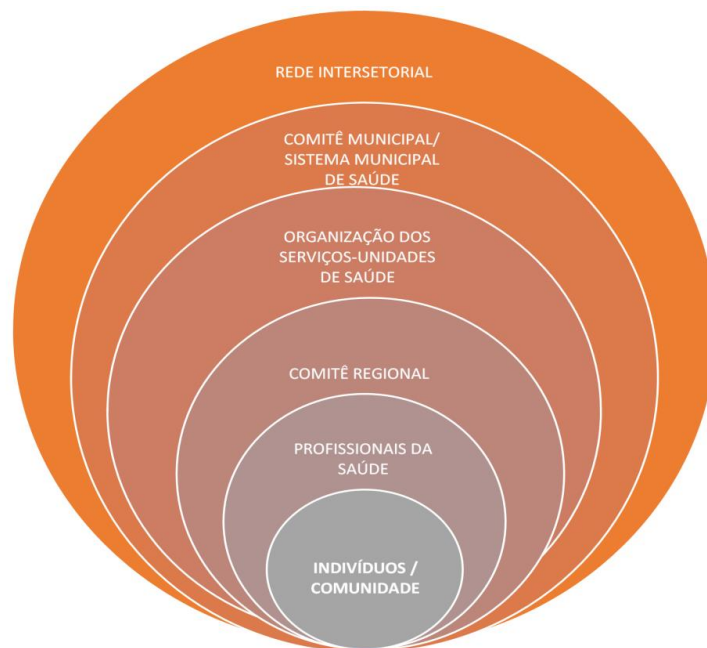 REDE INTERSETORIAL
COMITÊ MUNICIPAL/
SISTEMA MUNICIPAL
DE SAÚDE
ORGANIZAÇÃO DOS
SERVIÇOS-UNIDADES
DE SAÚDE
COMITÊ REGIONAL
PROFISSIONAIS DA
SAÚDE
INDIVÍDUOS /
COMUNIDADE